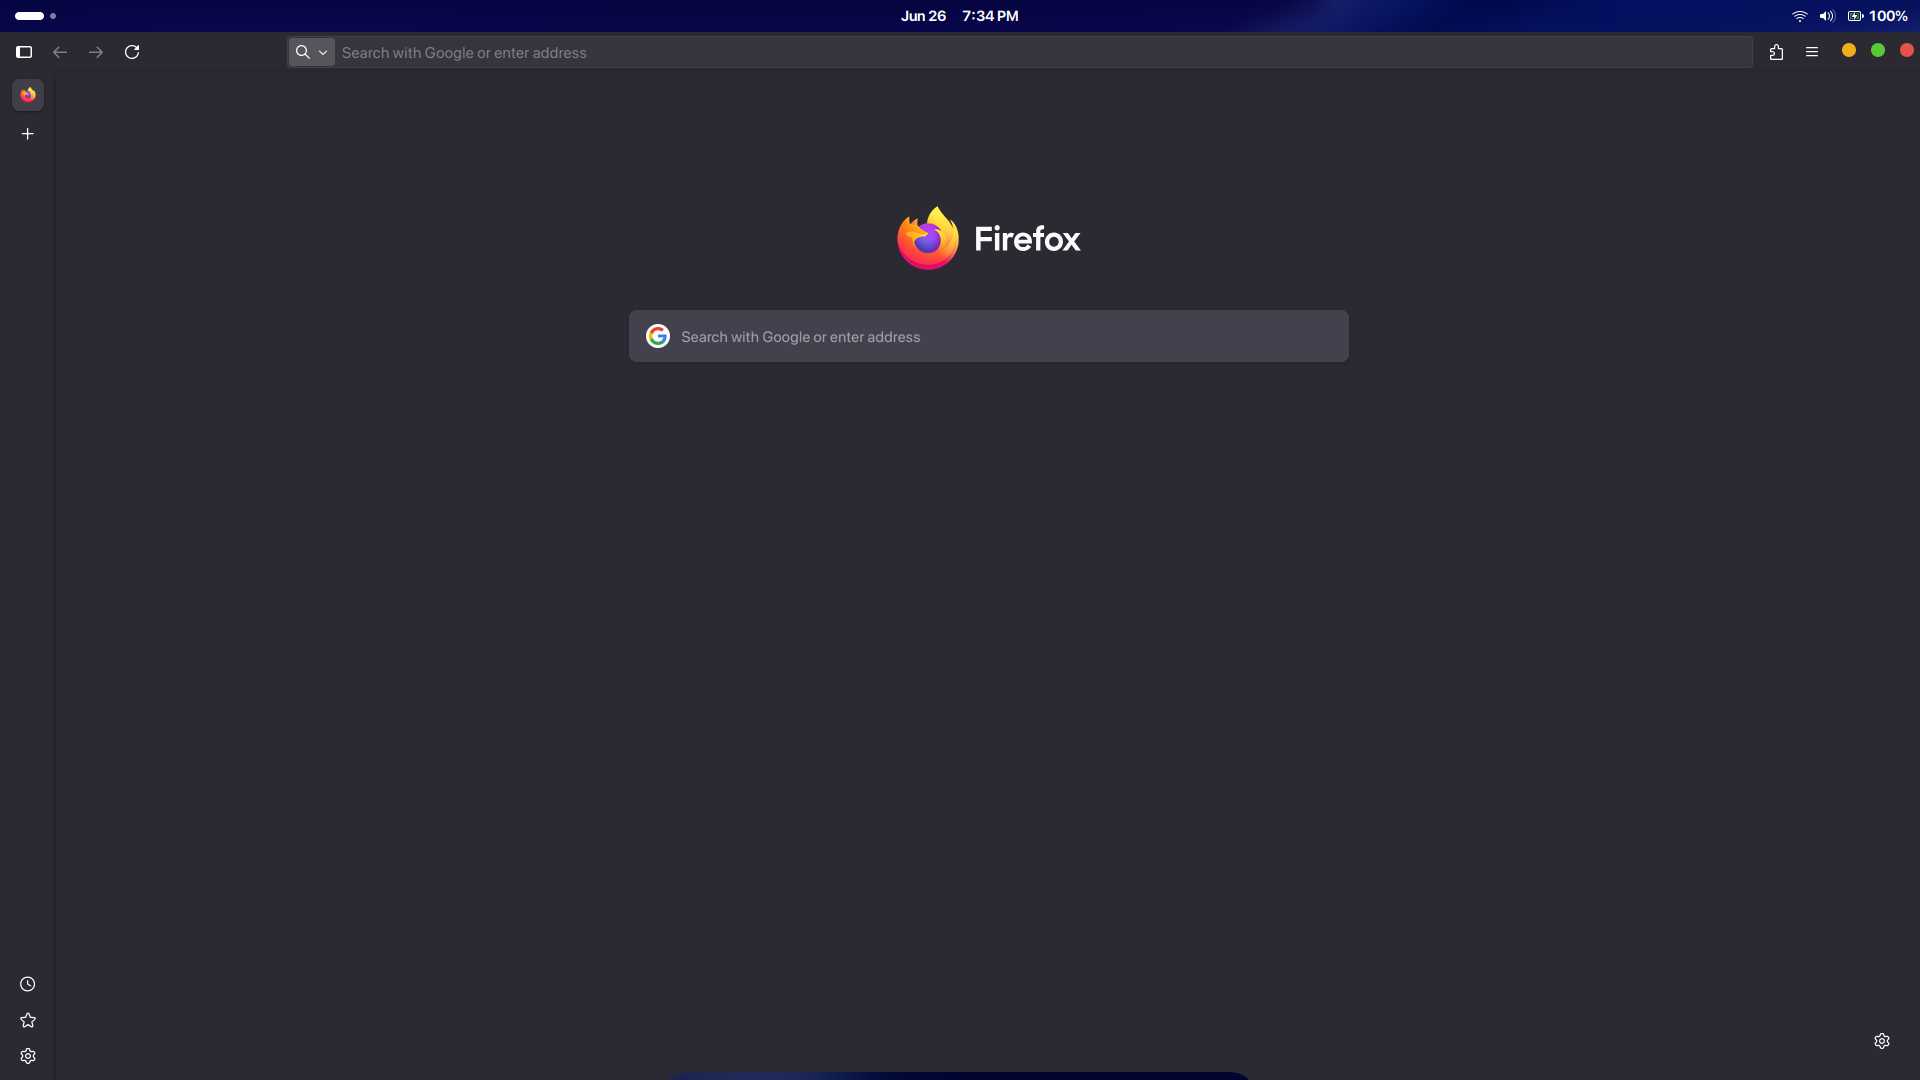 Jun 26 7:34 PM
100%
Search with Google or enter address
Firefox
Search with Google or enter address